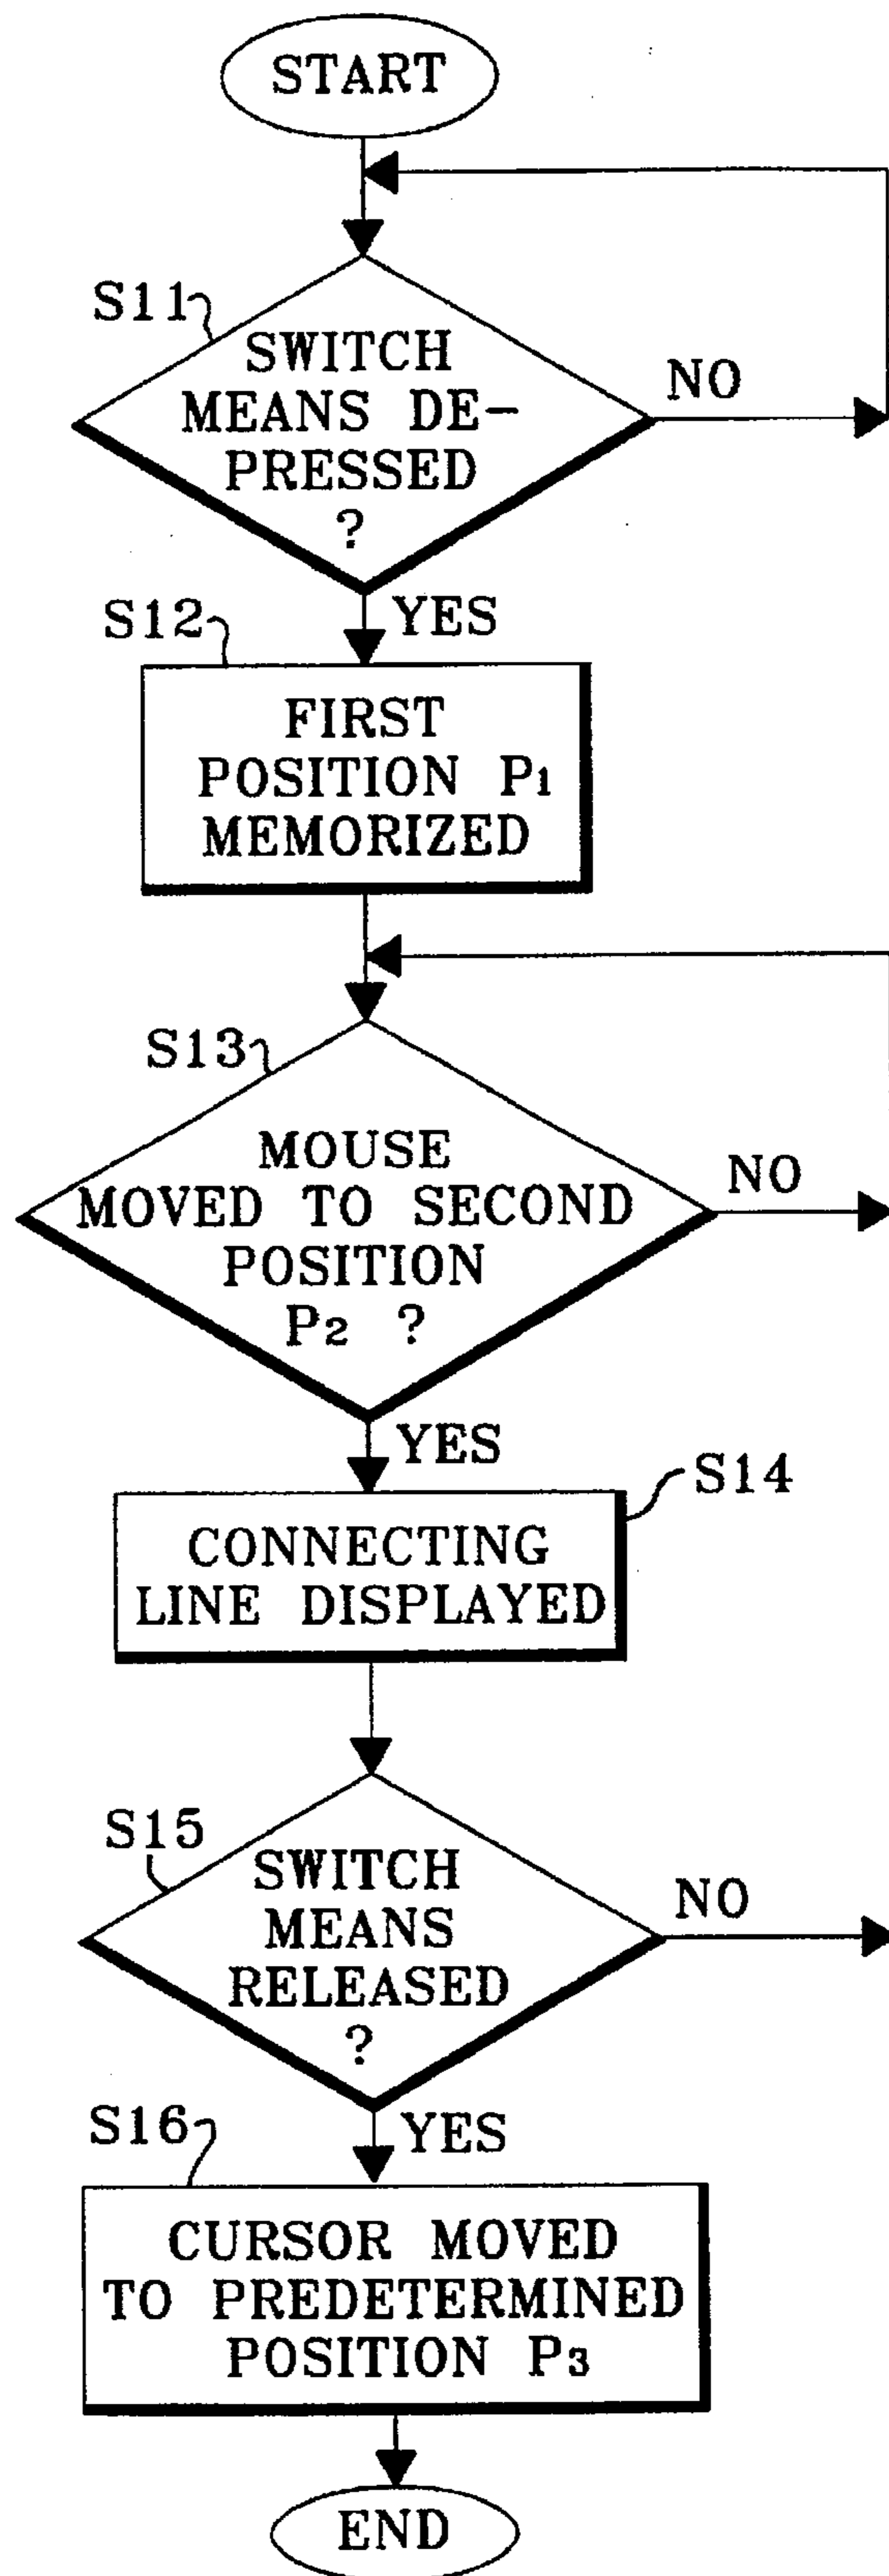 START
S11
SWITCH
MEANS DE-
PRESSED
?
NO
YES
S12
FIRST
POSITION P1
MEMORIZED
S13
MOUSE
MOVED TO SECOND
POSITION
P2 ?
NO
YES
S14
CONNECTING
LINE DISPLAYED
S15
SWITCH
MEANS
RELEASED
?
NO
YES
S16
CURSOR MOVED
TO PREDETERMINED
POSITION P3
END